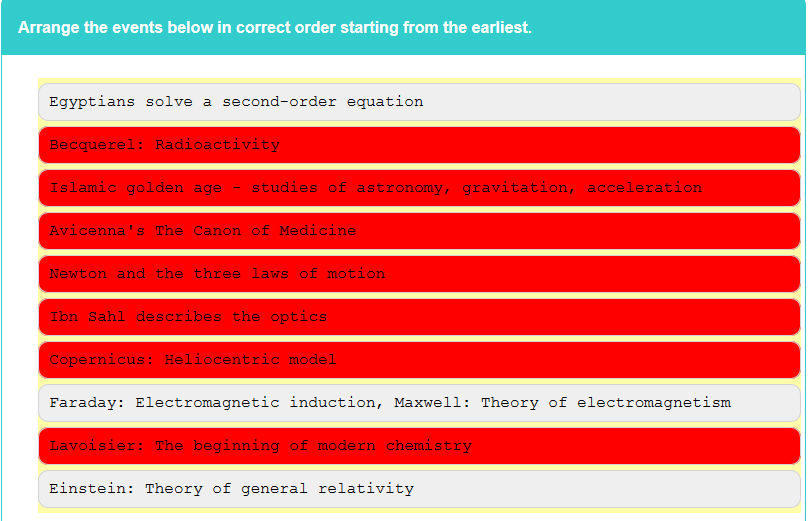 Arrange the events below in correct order starting from the earliest.
Egyptians solve a second-order equation
Becquerel: Radioactivity
Islamic golden age - studies of astronomy, gravitation, acceleration
Avicenna's The Canon of Medicine
Newton and the three laws of motion
Ibn Sahl describes the optics
Copernicus: Heliocentric model
Faraday: Electromagnetic induction, Maxwell: Theory of electromagnetism
Lavoisier: The beginning of modern chemistry
Einstein: Theory of general relativity